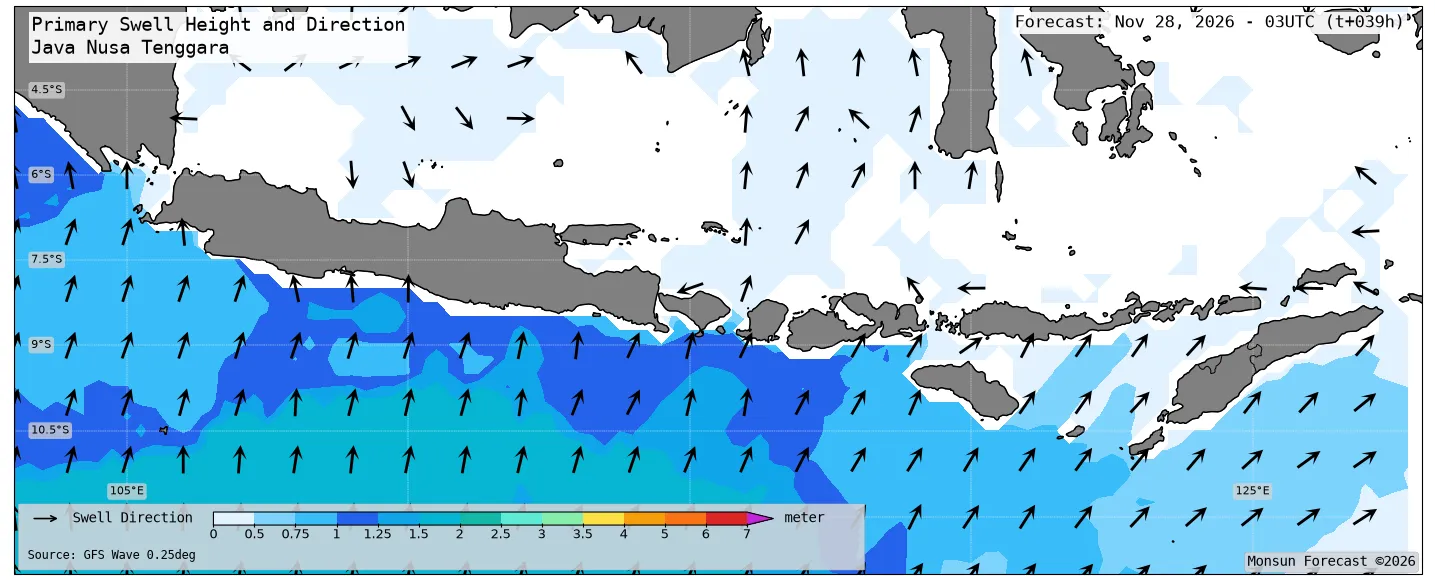 Primary Swell Height and Direction
Java Nusa Tenggara
Forecast: Nov 28, 2026 - 03UTC (t+039h)
4.5°S
6°S
7.5°S
9°S
10.5°S
105°E
125°E
Swell Direction
0 0.5 0.75 1 1.25 1.5 2 2.5 3 3.5 4 5 6 7
meter
Source: GFS Wave 0.25deg
Monsun Forecast ©2026